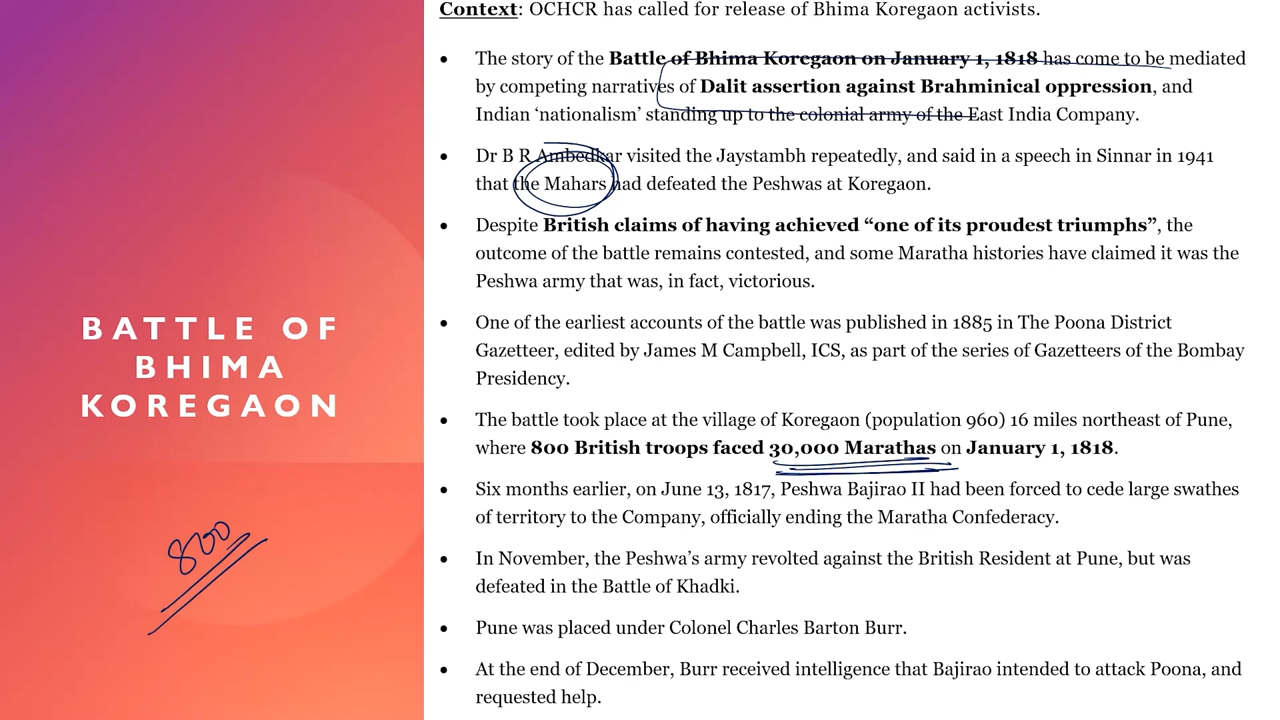 Context: OCHCR has called for release of Bhima Koregaon activists.
• The story of the Battle of Bhima Koregaon on January 1, 1818 has come to be mediated
by competing narratives of Dalit assertion against Brahminical oppression, and
Indian ‘nationalism’ standing up to the colonial army of the East India Company.
• Dr B R Ambedkar visited the Jaystambh repeatedly, and said in a speech in Sinnar in 1941
that the Mahars had defeated the Peshwas at Koregaon.
• Despite British claims of having achieved “one of its proudest triumphs”, the
outcome of the battle remains contested, and some Maratha histories have claimed it was the
Peshwa army that was, in fact, victorious.
• One of the earliest accounts of the battle was published in 1885 in The Poona District
Gazetteer, edited by James M Campbell, ICS, as part of the series of Gazetteers of the Bombay
Presidency.
• The battle took place at the village of Koregaon (population 960) 16 miles northeast of Pune,
where 800 British troops faced 30,000 Marathas on January 1, 1818.
• Six months earlier, on June 13, 1817, Peshwa Bajirao II had been forced to cede large swathes
of territory to the Company, officially ending the Maratha Confederacy.
• In November, the Peshwa’s army revolted against the British Resident at Pune, but was
defeated in the Battle of Khadki.
• Pune was placed under Colonel Charles Barton Burr.
• At the end of December, Burr received intelligence that Bajirao intended to attack Poona, and
requested help.
BATTLE OF
BHIMA
KOREGAON
800